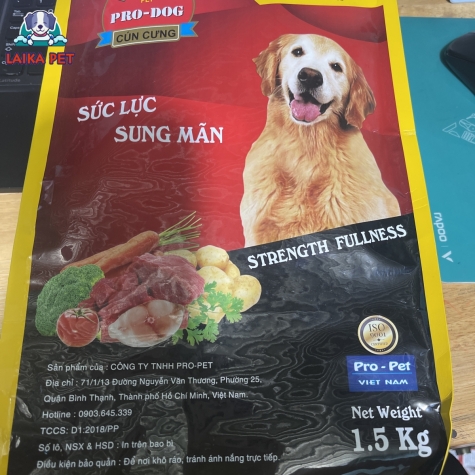 LAIKA PET
PET
PRO-DOG
CÚN CƯNG
SỨC LỰC
SUNG MÃN
STRENGTH FULLNESS
ISO
Pro - Pet
VIET NAM
Net Weight
1.5 Kg
Sản phẩm của : CÔNG TY TNHH PRO-PET
Địa chỉ : 71/1/13 Đường Nguyễn Văn Thương, Phường 25,
Quận Bình Thạnh, Thành phố Hồ Chí Minh, Việt Nam.
Hotline : 0903.645.339
TCCS: D1:2018/PP
Số lô, NSX & HSD : In trên bao bì
Điều kiện bảo quản : Để nơi khô ráo, tránh ánh nắng trực tiếp.
rapoo